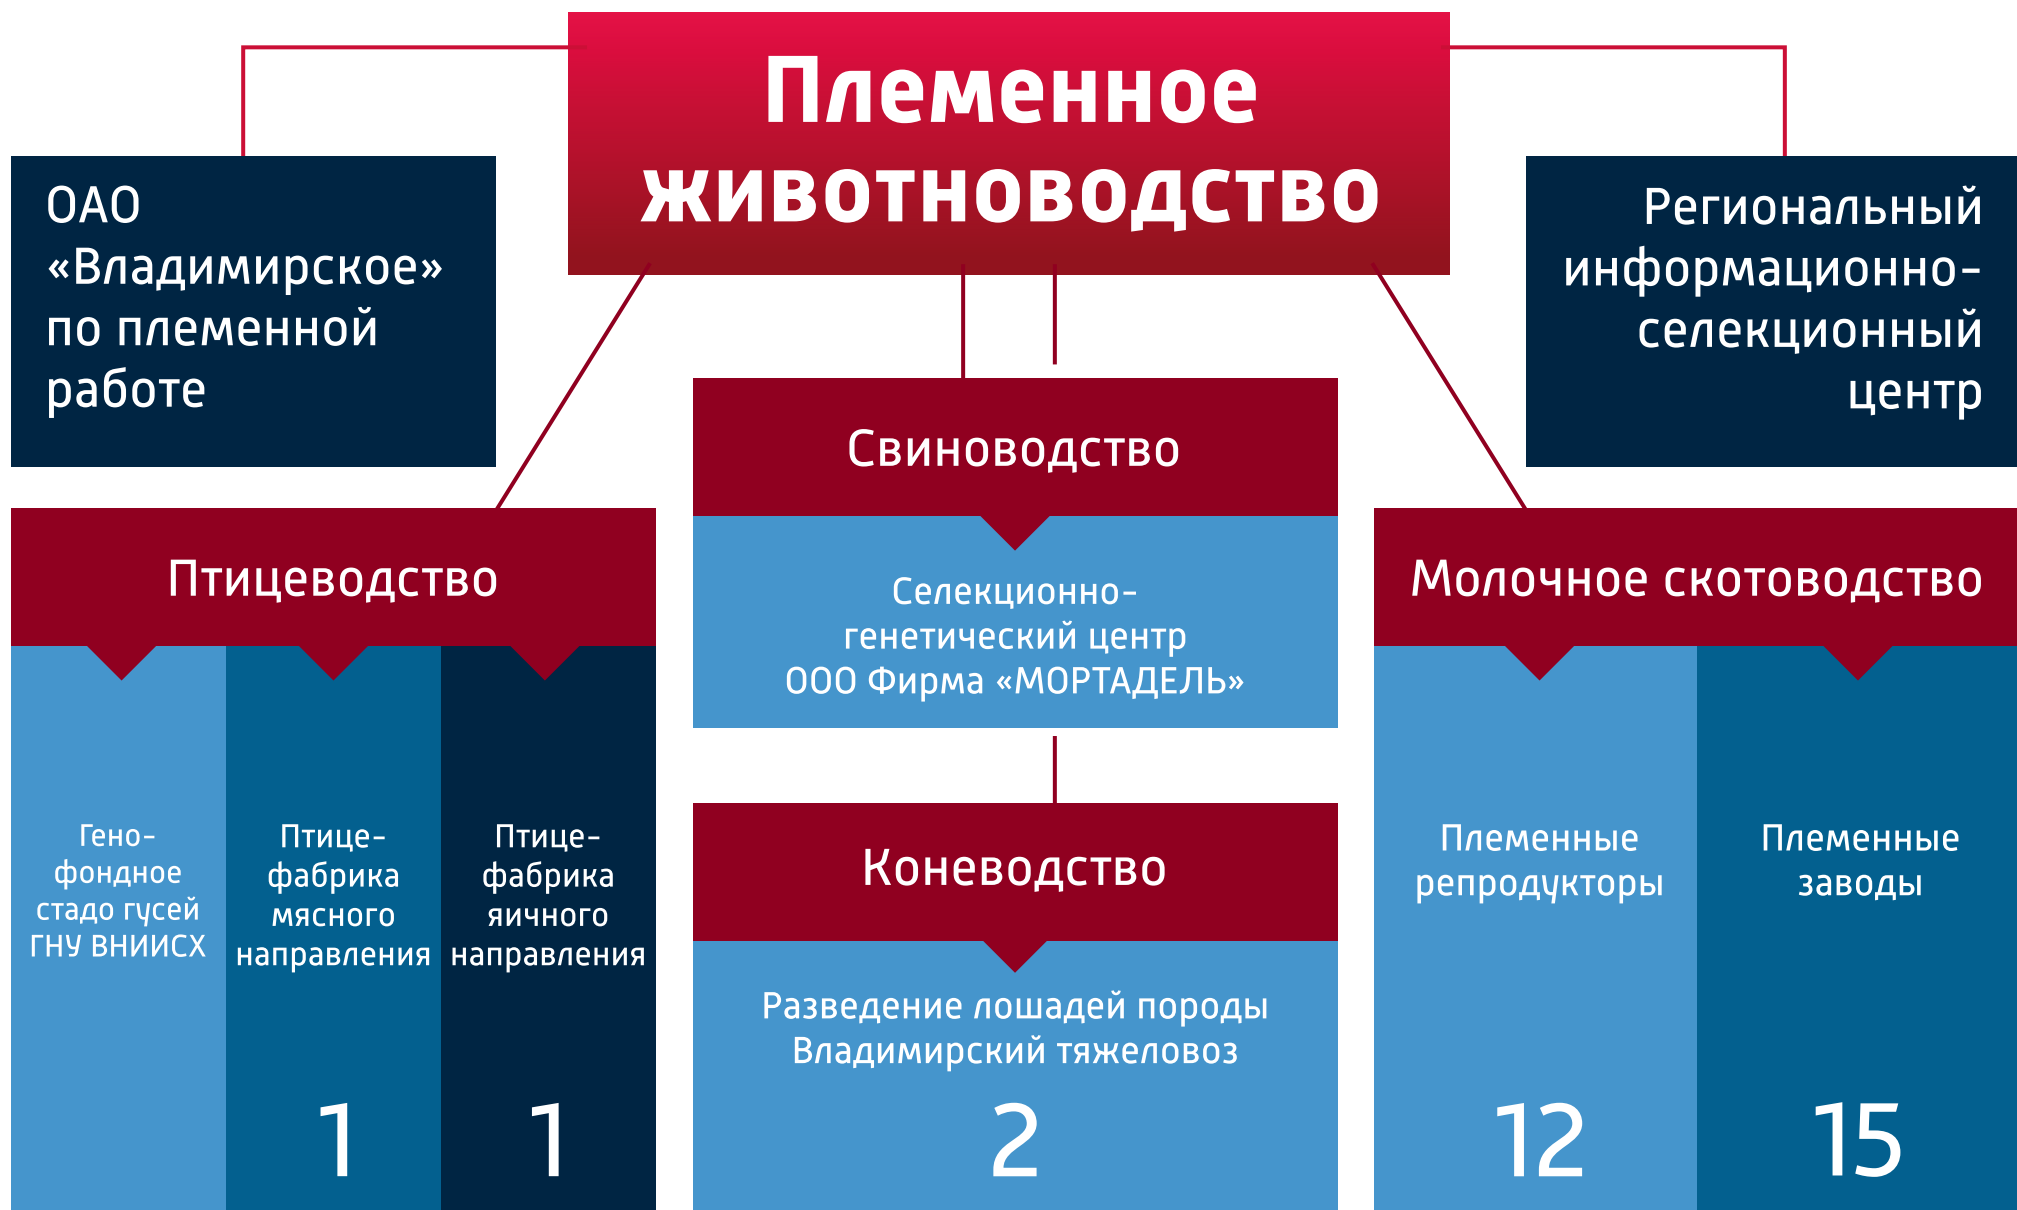 Племенное
животноводство
ОАО
«Владимирское»
по племенной
работе
Региональный
информационно-
селекционный
центр
Свиноводство
Селекционно-
генетический центр
ООО Фирма «МОРТАДЕЛЬ»
Птицеводство
Гено-
фондное
стадо гусей
ГНУ ВНИИСХ
Птице-
фабрика
мясного
направления
1
Птице-
фабрика
яичного
направления
1
Коневодство
Разведение лошадей породы
Владимирский тяжеловоз
2
Молочное скотоводство
Племенные
репродукторы
12
Племенные
заводы
15